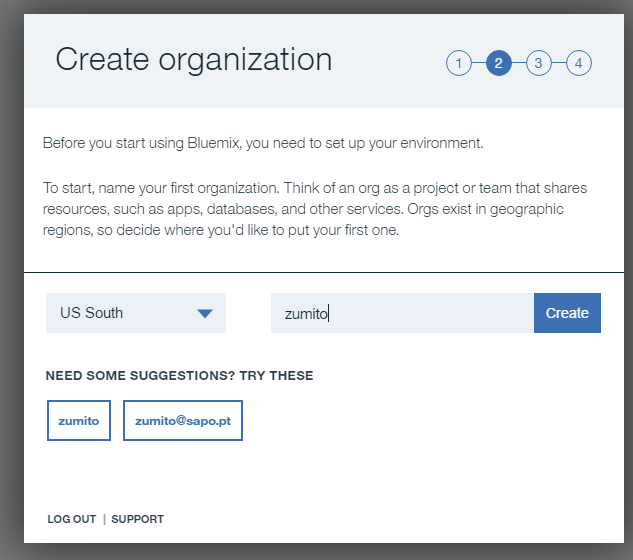 Create organization
1 2 3 4
Before you start using Bluemix, you need to set up your environment.
To start, name your first organization. Think of an org as a project or team that shares
resources, such as apps, databases, and other services. Orgs exist in geographic
regions, so decide where you'd like to put your first one.
US South zumito Create
NEED SOME SUGGESTIONS? TRY THESE
zumito zumito@sapo.pt
LOG OUT | SUPPORT